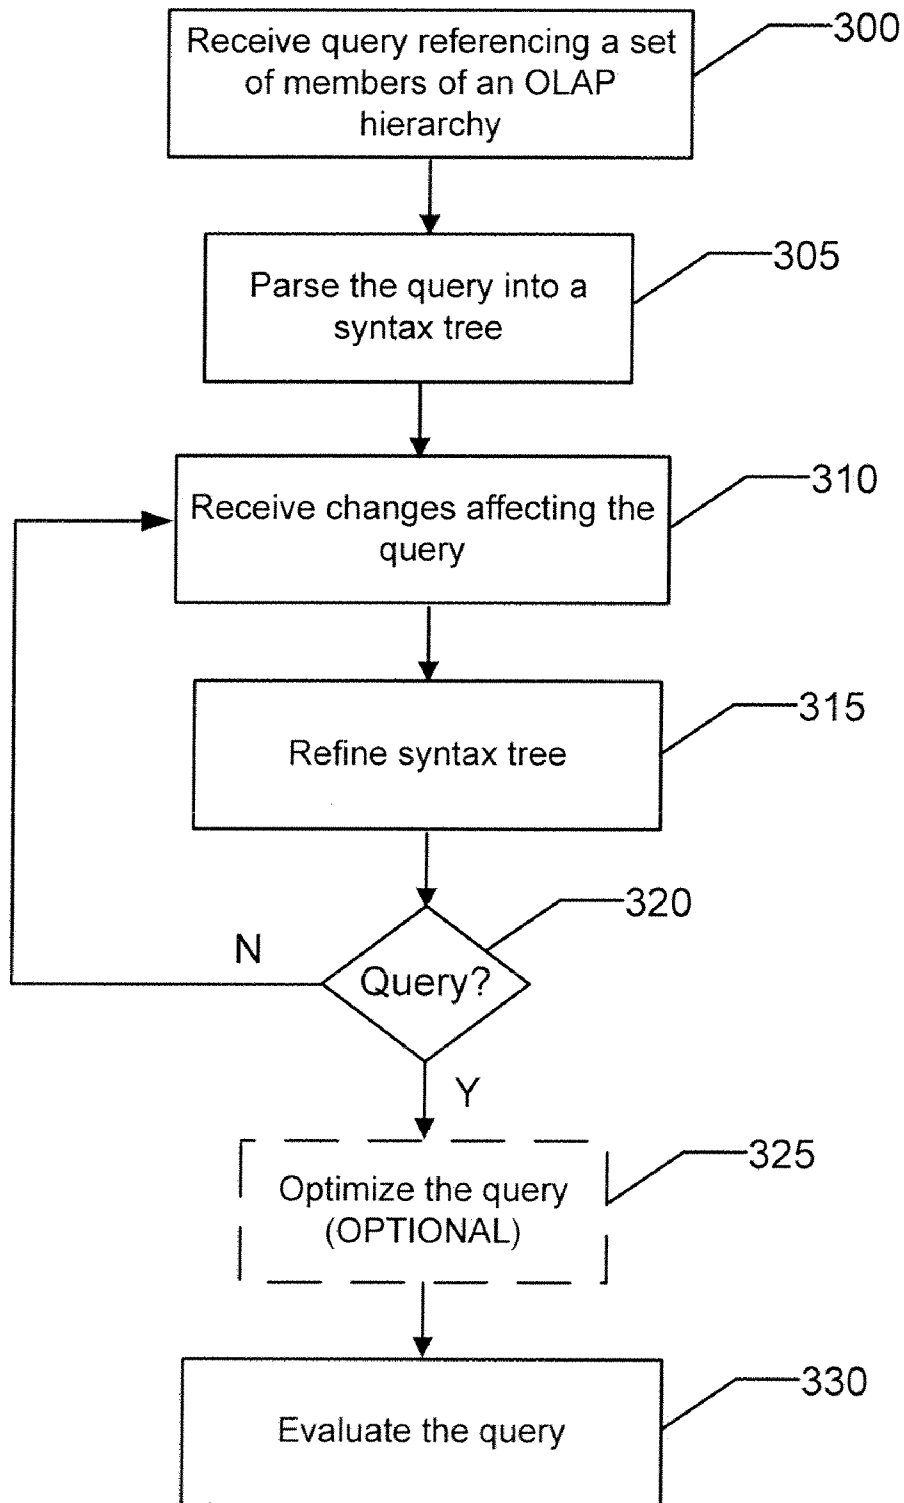 Receive query referencing a set
of members of an OLAP
hierarchy
300
Parse the query into a
syntax tree
305
Receive changes affecting the
query
310
Refine syntax tree
315
Query?
320
N
Y
Optimize the query
(OPTIONAL)
325
Evaluate the query
330